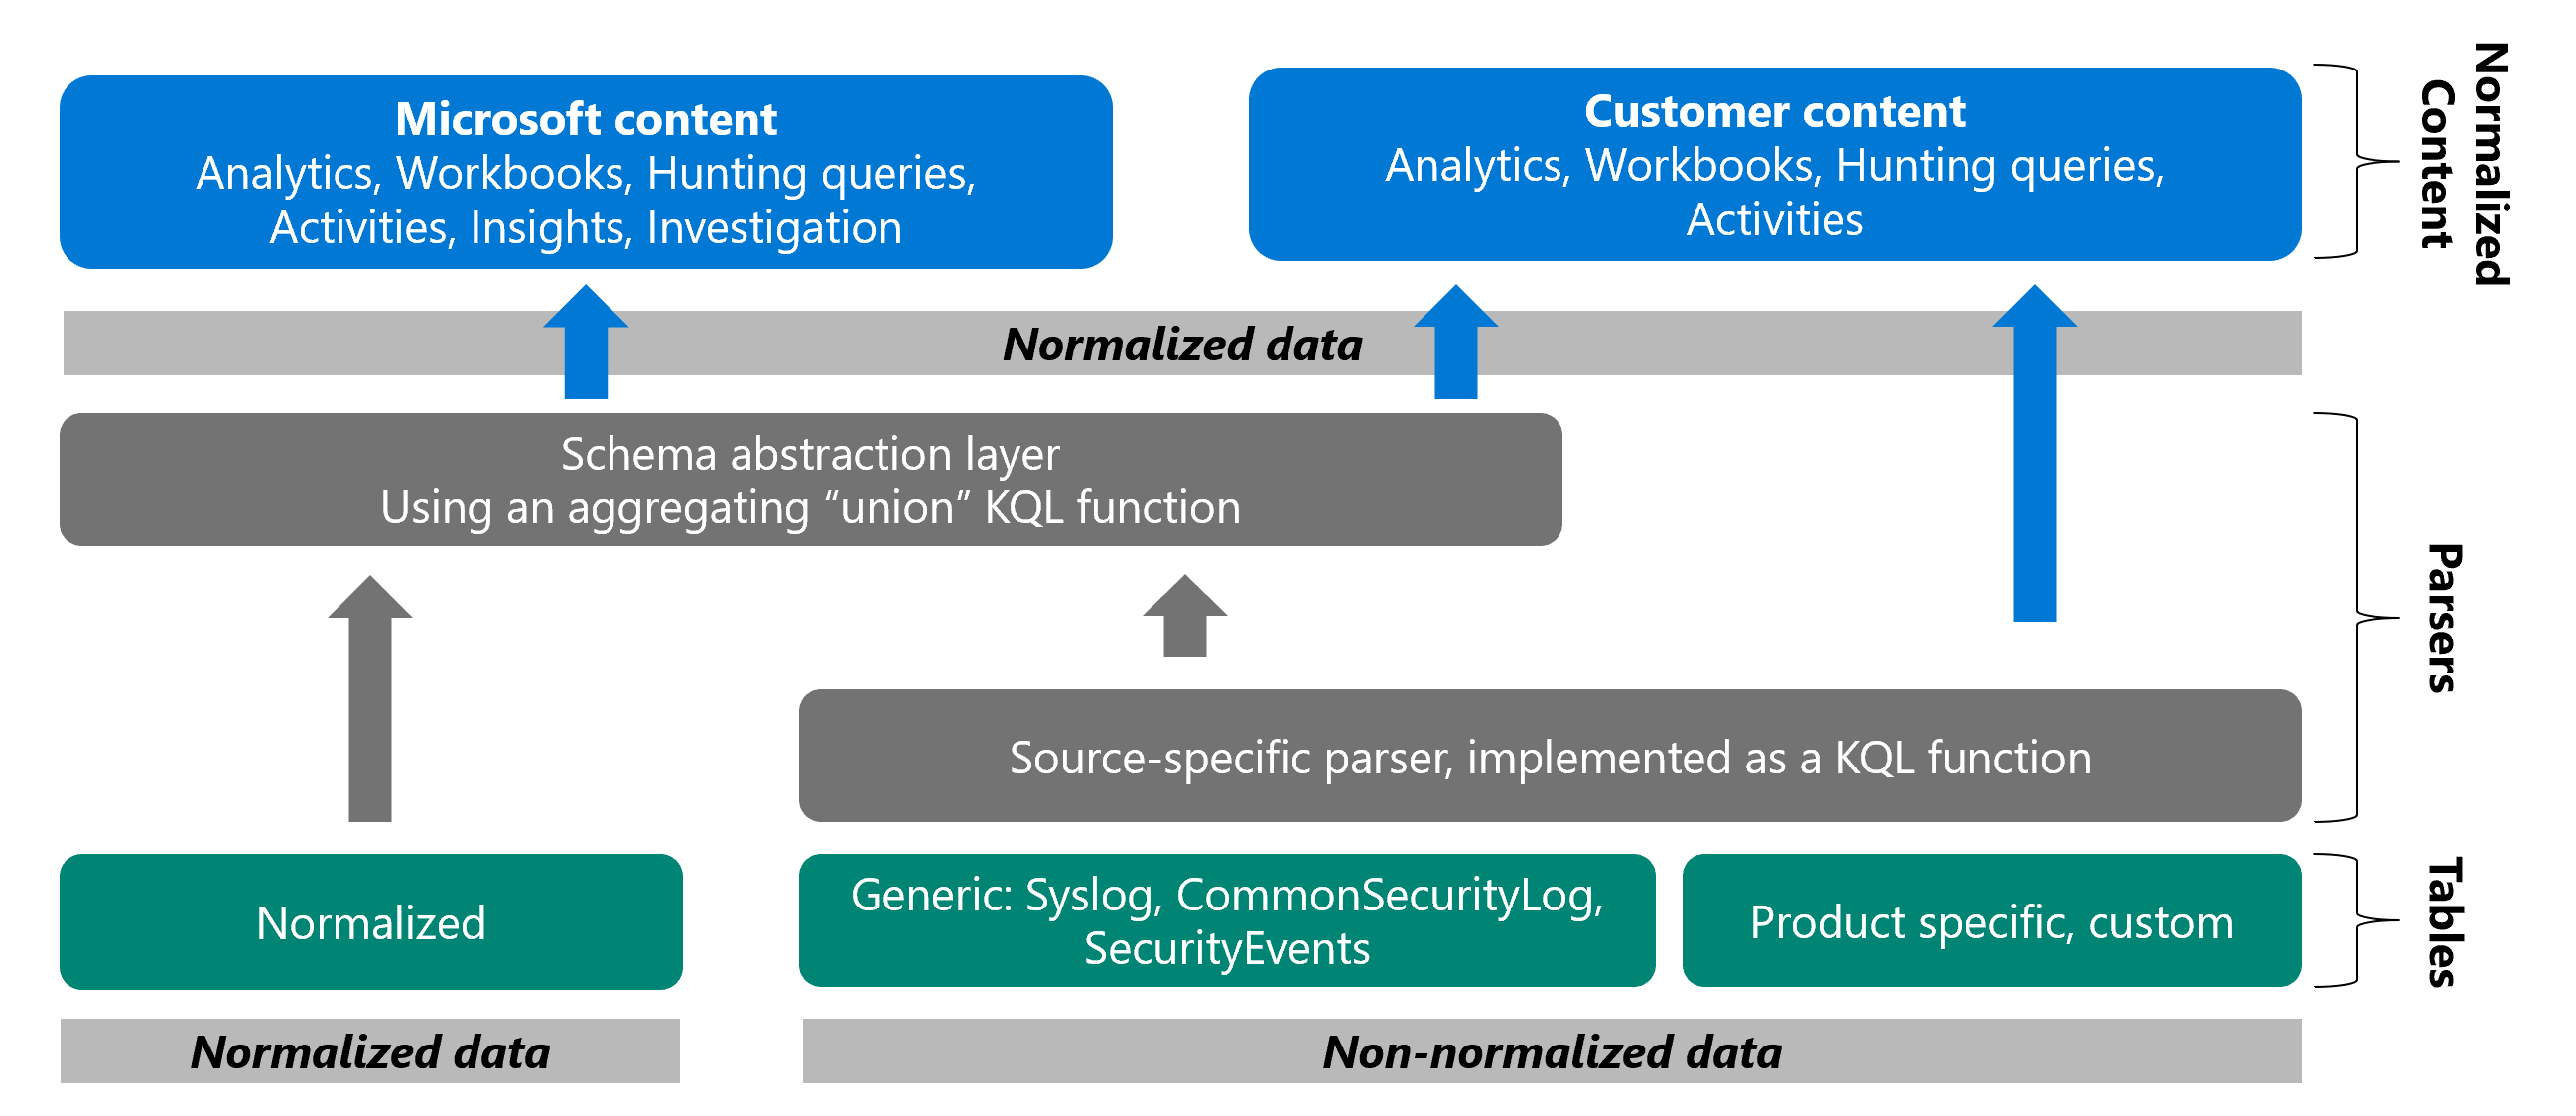 Microsoft content
Analytics, Workbooks, Hunting queries,
Activities, Insights, Investigation
Customer content
Analytics, Workbooks, Hunting queries,
Activities
Normalized
Content
Normalized data
Schema abstraction layer
Using an aggregating “union” KQL function
Parsers
Source-specific parser, implemented as a KQL function
Normalized
Generic: Syslog, CommonSecurityLog,
SecurityEvents
Product specific, custom
Tables
Normalized data
Non-normalized data